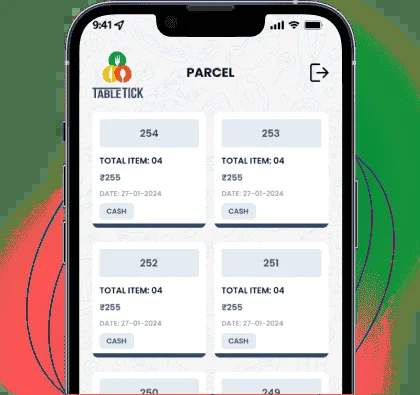 9:41
TABLETICK
PARCEL
254
TOTAL ITEM: 04
₹255
DATE: 27-01-2024
CASH
253
TOTAL ITEM: 04
₹255
DATE: 27-01-2024
CASH
252
TOTAL ITEM: 04
₹255
DATE: 27-01-2024
CASH
251
TOTAL ITEM: 04
₹255
DATE: 27-01-2024
CASH
250
249